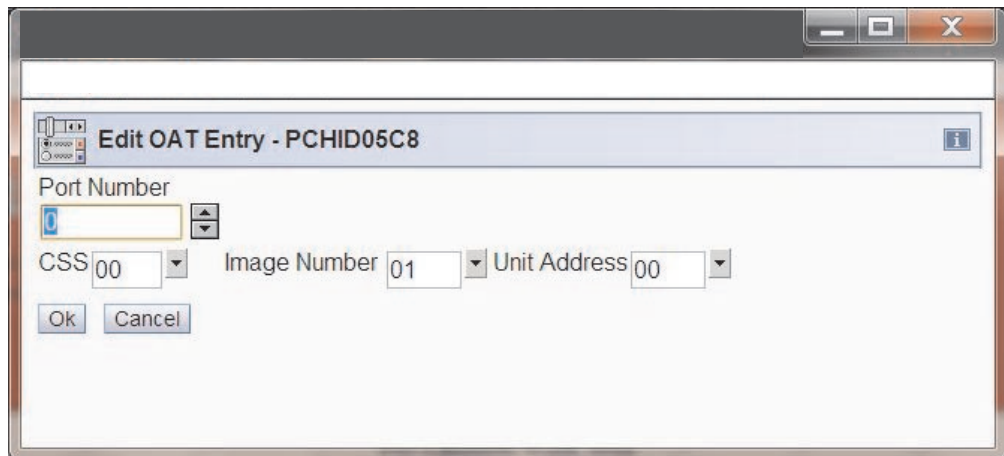 Edit OAT Entry - PCHID05C8
Port Number
0
CSS 00 Image Number 01 Unit Address 00
Ok Cancel